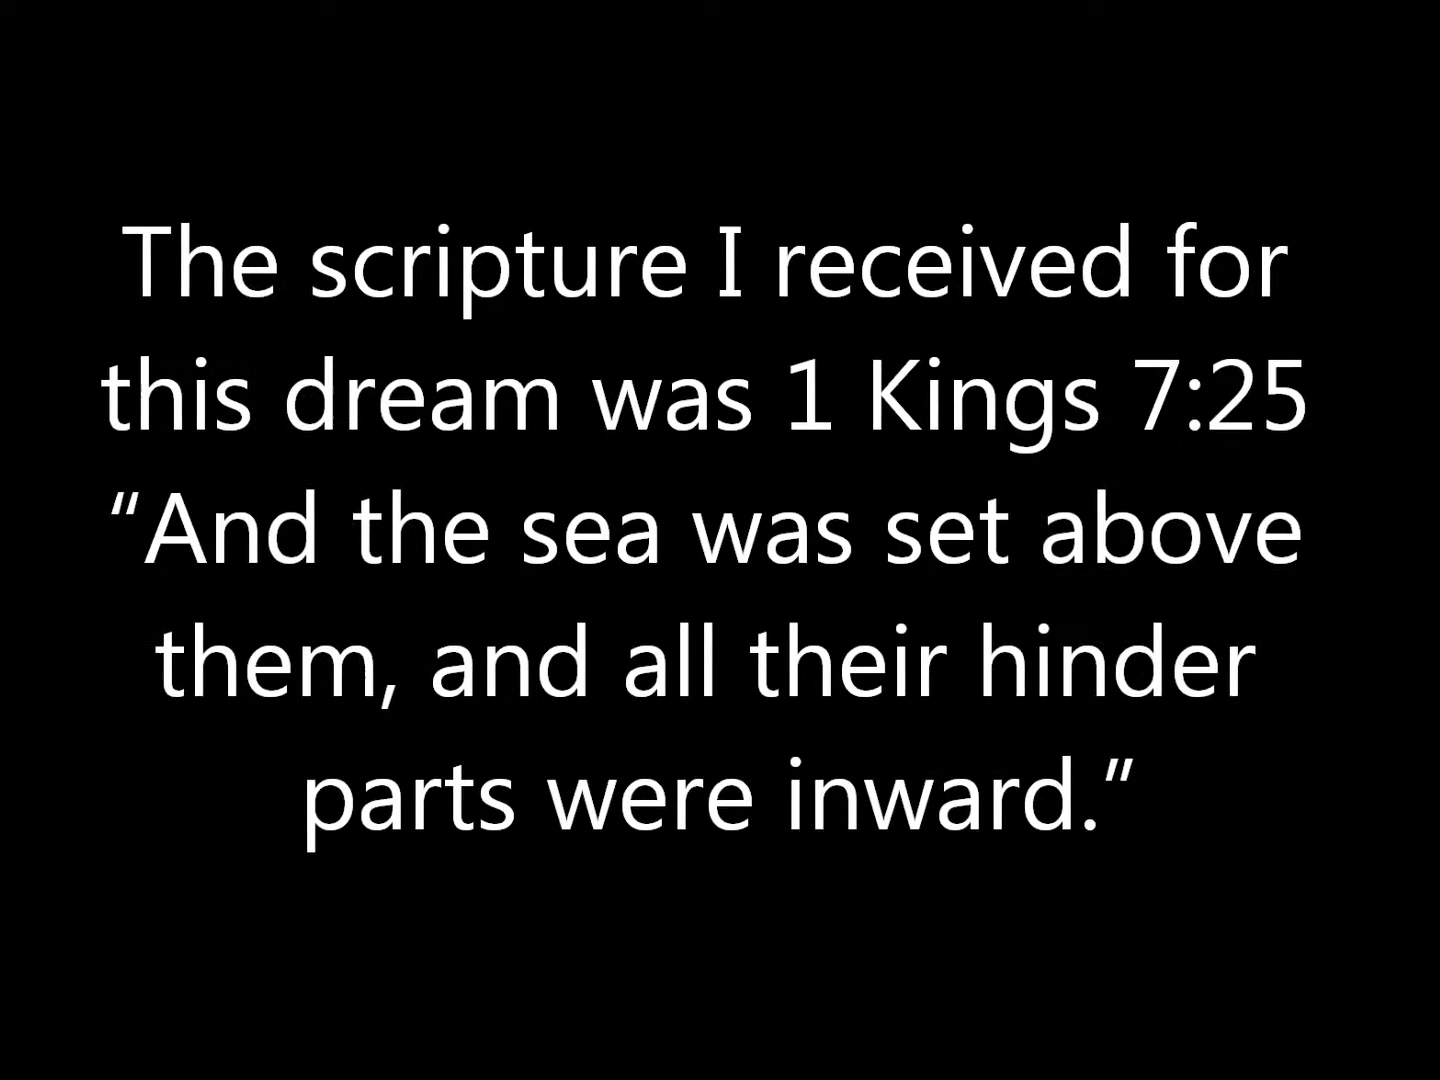 The scripture I received for
this dream was 1 Kings 7:25
“And the sea was set above
them, and all their hinder
parts were inward.”